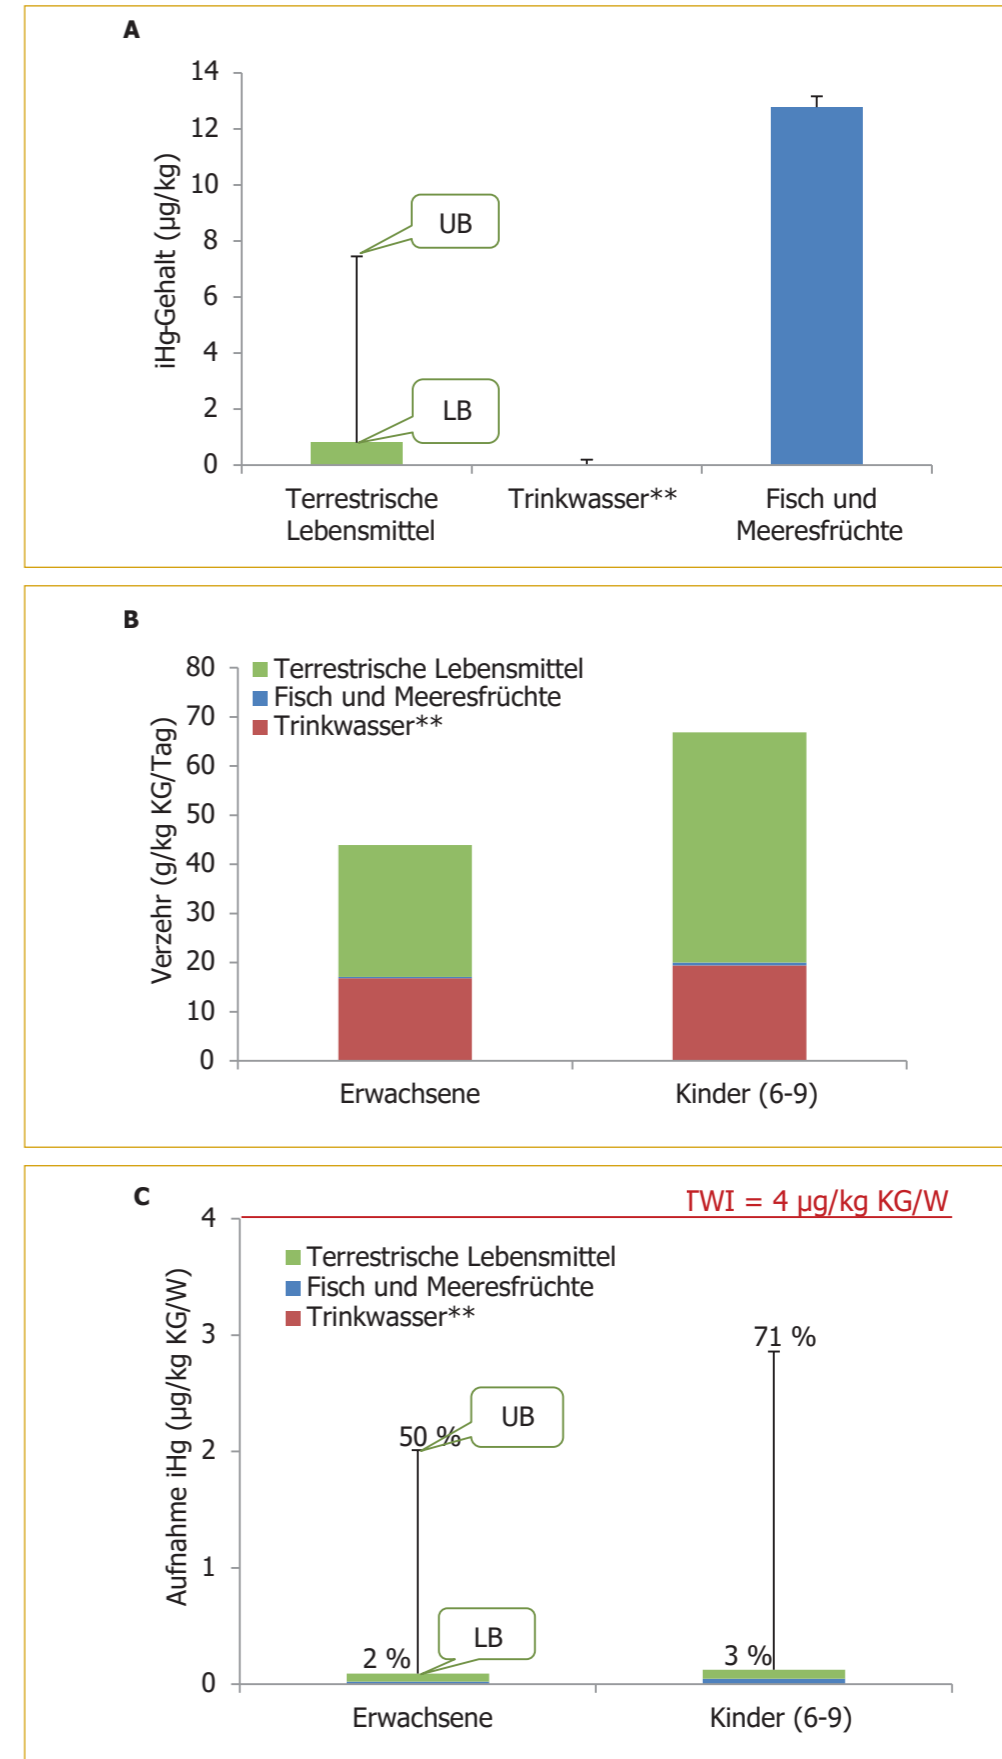 A
14
12
10
8
6
4
2
0
iHg-Gehalt (µg/kg)
UB
LB
Terrestrische
Lebensmittel
Trinkwasser**
Fisch und
Meeresfrüchte
B
80
70
60
50
40
30
20
10
0
Verzehr (g/kg KG/Tag)
Terrestrische Lebensmittel
Fisch und Meeresfrüchte
Trinkwasser**
Erwachsene
Kinder (6-9)
C
TWI = 4 µg/kg KG/W
4
3
2
1
0
Aufnahme iHg (µg/kg KG/W)
Terrestrische Lebensmittel
Fisch und Meeresfrüchte
Trinkwasser**
71 %
UB
50 %
LB
2 %
3 %
Erwachsene
Kinder (6-9)